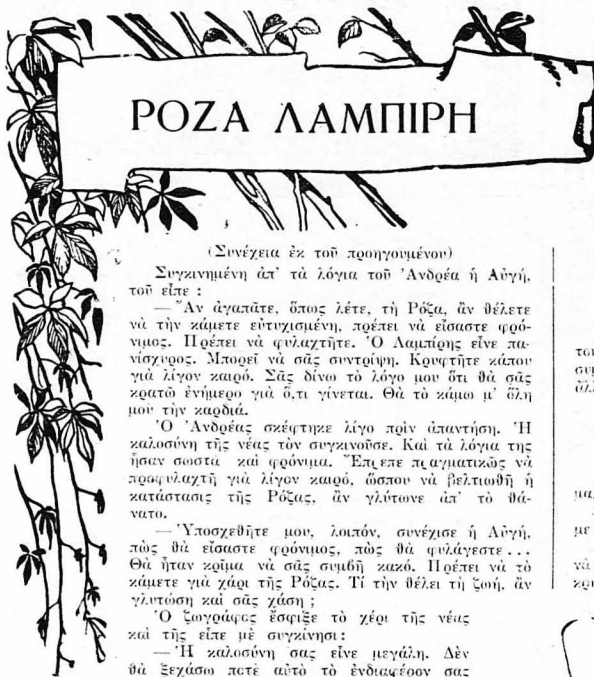 ΡΟΖΑ ΛΑΜΠΙΡΗ
(Συνέχεια ἐκ τοῦ προηγουμένου)
Συγκινημένη ἀπ' τὰ λόγια τοῦ Ἀνδρέα ἡ Αὐγή,
τοῦ εἶπε :
— Ἂν ἀγαπᾶτε, ὅπως λέτε, τὴ Ρόζα, ἂν θέλετε
νὰ τὴν κάμετε εὐτυχισμένη, πρέπει νὰ εἴσαστε φρό-
νιμος. Πρέπει νὰ φυλαχτῆτε. Ὁ Λαμπίρης εἶνε πα-
νίσχυρος. Μπορεῖ νὰ σᾶς συντρίψη. Κρυφτῆτε κάπου
γιὰ λίγον καιρό. Σᾶς δίνω τὸ λόγο μου ὅτι θὰ σᾶς
κρατῶ ἐνήμερο γιὰ ὅ,τι γίνεται. Θὰ τὸ κάμω μ' ὅλη
μου τὴν καρδιά.
Ὁ Ἀνδρέας σκέφτηκε λίγο πρὶν ἀπαντήση. Ἡ
καλοσύνη τῆς νέας τὸν συγκινοῦσε. Καὶ τὰ λόγια της
ἦσαν σωστὰ καὶ φρόνιμα. Ἔπρεπε πραγματικῶς νὰ
προφυλαχτῆ γιὰ λίγον καιρό, ὥσπου νὰ βελτιωθῆ ἡ
κατάστασις τῆς Ρόζας, ἂν γλύτωνε ἀπ' τὸ θά-
νατο.
— Ὑποσχεθῆτε μου, λοιπόν, συνέχισε ἡ Αὐγή,
πὼς θὰ εἴσαστε φρόνιμος, πὼς θὰ φυλάγεστε...
Θὰ ἦταν κρῖμα νὰ σᾶς συμβῆ κακό. Πρέπει νὰ τὸ
κάμετε γιὰ χάρι τῆς Ρόζας. Τί τὴν θέλει τὴ ζωή, ἂν
γλυτώση καὶ σᾶς χάση ;
Ὁ ζωγράφος ἔσφιξε τὸ χέρι τῆς νέας
καὶ τῆς εἶπε μὲ συγκίνησι :
— Ἡ καλοσύνη σας εἶνε μεγάλη. Δὲν
θὰ ξεχάσω ποτὲ αὐτὸ τὸ ἐνδιαφέρον σας